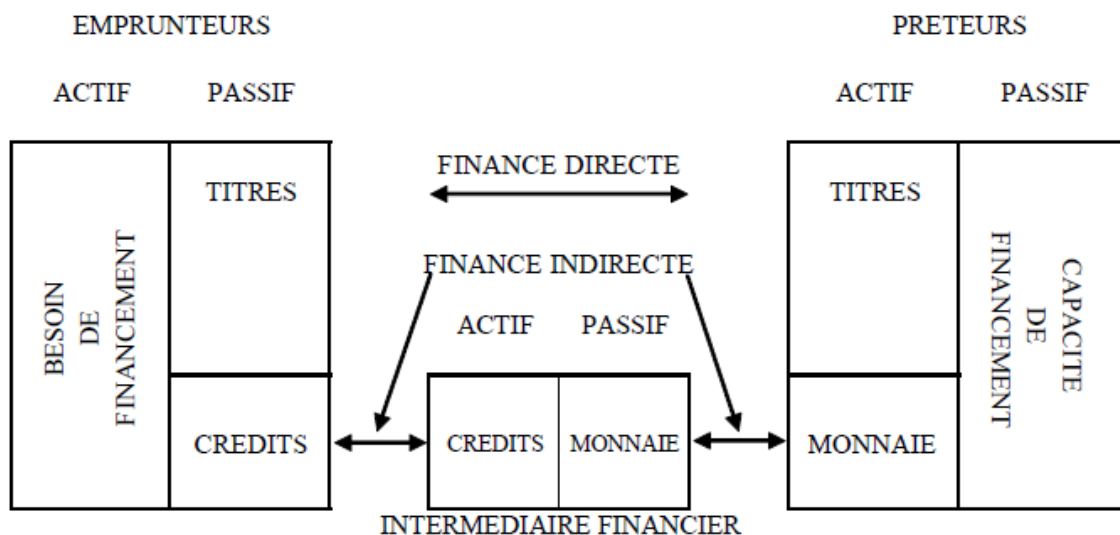 EMPRUNTEURS
PRETEURS
ACTIF PASSIF
ACTIF PASSIF
BESOIN
DE
FINANCEMENT
TITRES
CREDITS
FINANCE DIRECTE
FINANCE INDIRECTE
ACTIF PASSIF
CREDITS MONNAIE
INTERMEDIAIRE FINANCIER
TITRES
MONNAIE
CAPACITE
DE
FINANCEMENT